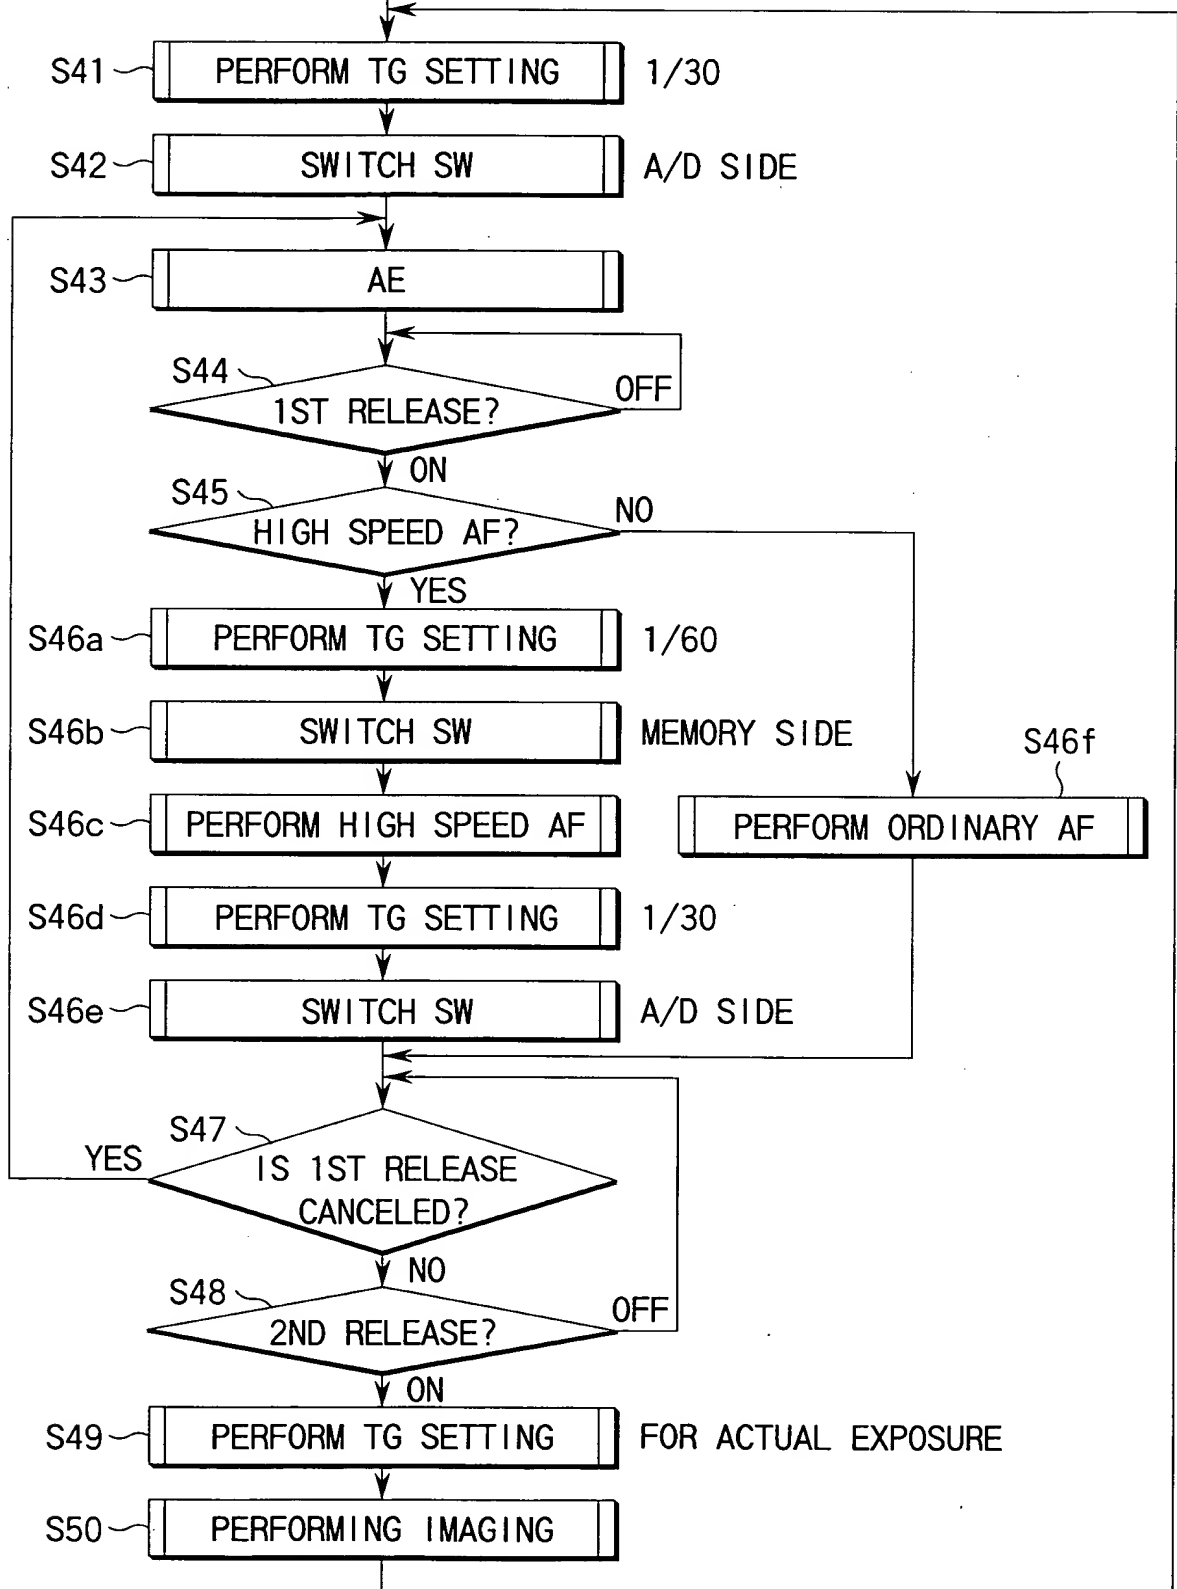 S41 PERFORM TG SETTING 1/30
S42 SWITCH SW A/D SIDE
S43 AE
S44 1ST RELEASE? OFF
ON
S45 HIGH SPEED AF? NO
YES
S46a PERFORM TG SETTING 1/60
S46b SWITCH SW MEMORY SIDE
S46f
S46c PERFORM HIGH SPEED AF PERFORM ORDINARY AF
S46d PERFORM TG SETTING 1/30
S46e SWITCH SW A/D SIDE
S47
YES IS 1ST RELEASE
CANCELED?
NO
S48 2ND RELEASE? OFF
ON
S49 PERFORM TG SETTING FOR ACTUAL EXPOSURE
S50 PERFORMING IMAGING